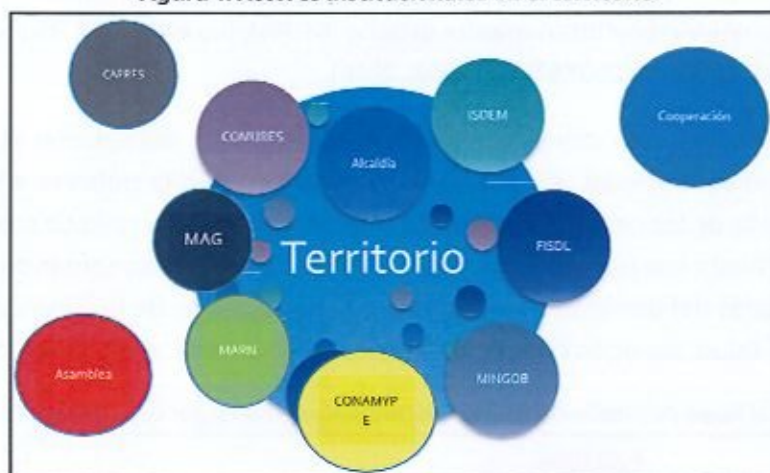 CAPRES
COMURES
Alcaldía
ISDEM
Cooperación
MAG
Territorio
FISDL
Asamblea
MARN
CONAMYP
E
MINGOB